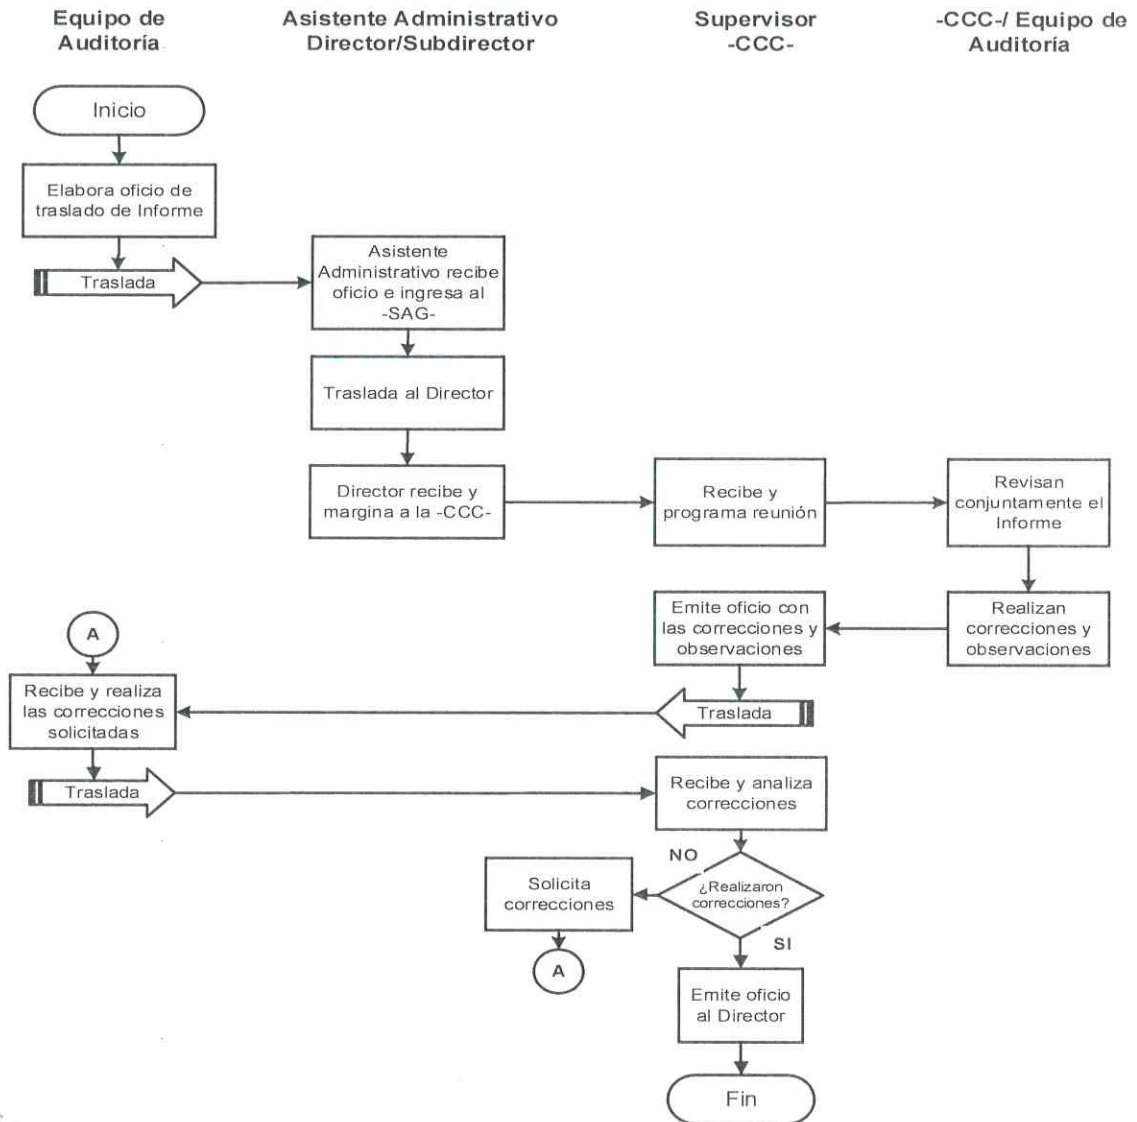 Equipo de
Auditoría
Asistente Administrativo
Director/Subdirector
Supervisor
-CCC-
-CCC-/ Equipo de
Auditoría
Inicio
Elabora oficio de
traslado de Informe
Traslada
Asistente
Administrativo recibe
oficio e ingresa al
-SAG-
Traslada al Director
Director recibe y
margina a la -CCC-
Recibe y
programa reunión
Revisan
conjuntamente el
Informe
Realizan
correcciones y
observaciones
Emite oficio con
las correcciones y
observaciones
Traslada
A
Recibe y realiza
las correcciones
solicitadas
Traslada
Recibe y analiza
correcciones
¿Realizaron
correcciones?
NO
Solicita
correcciones
A
SI
Emite oficio
al Director
Fin